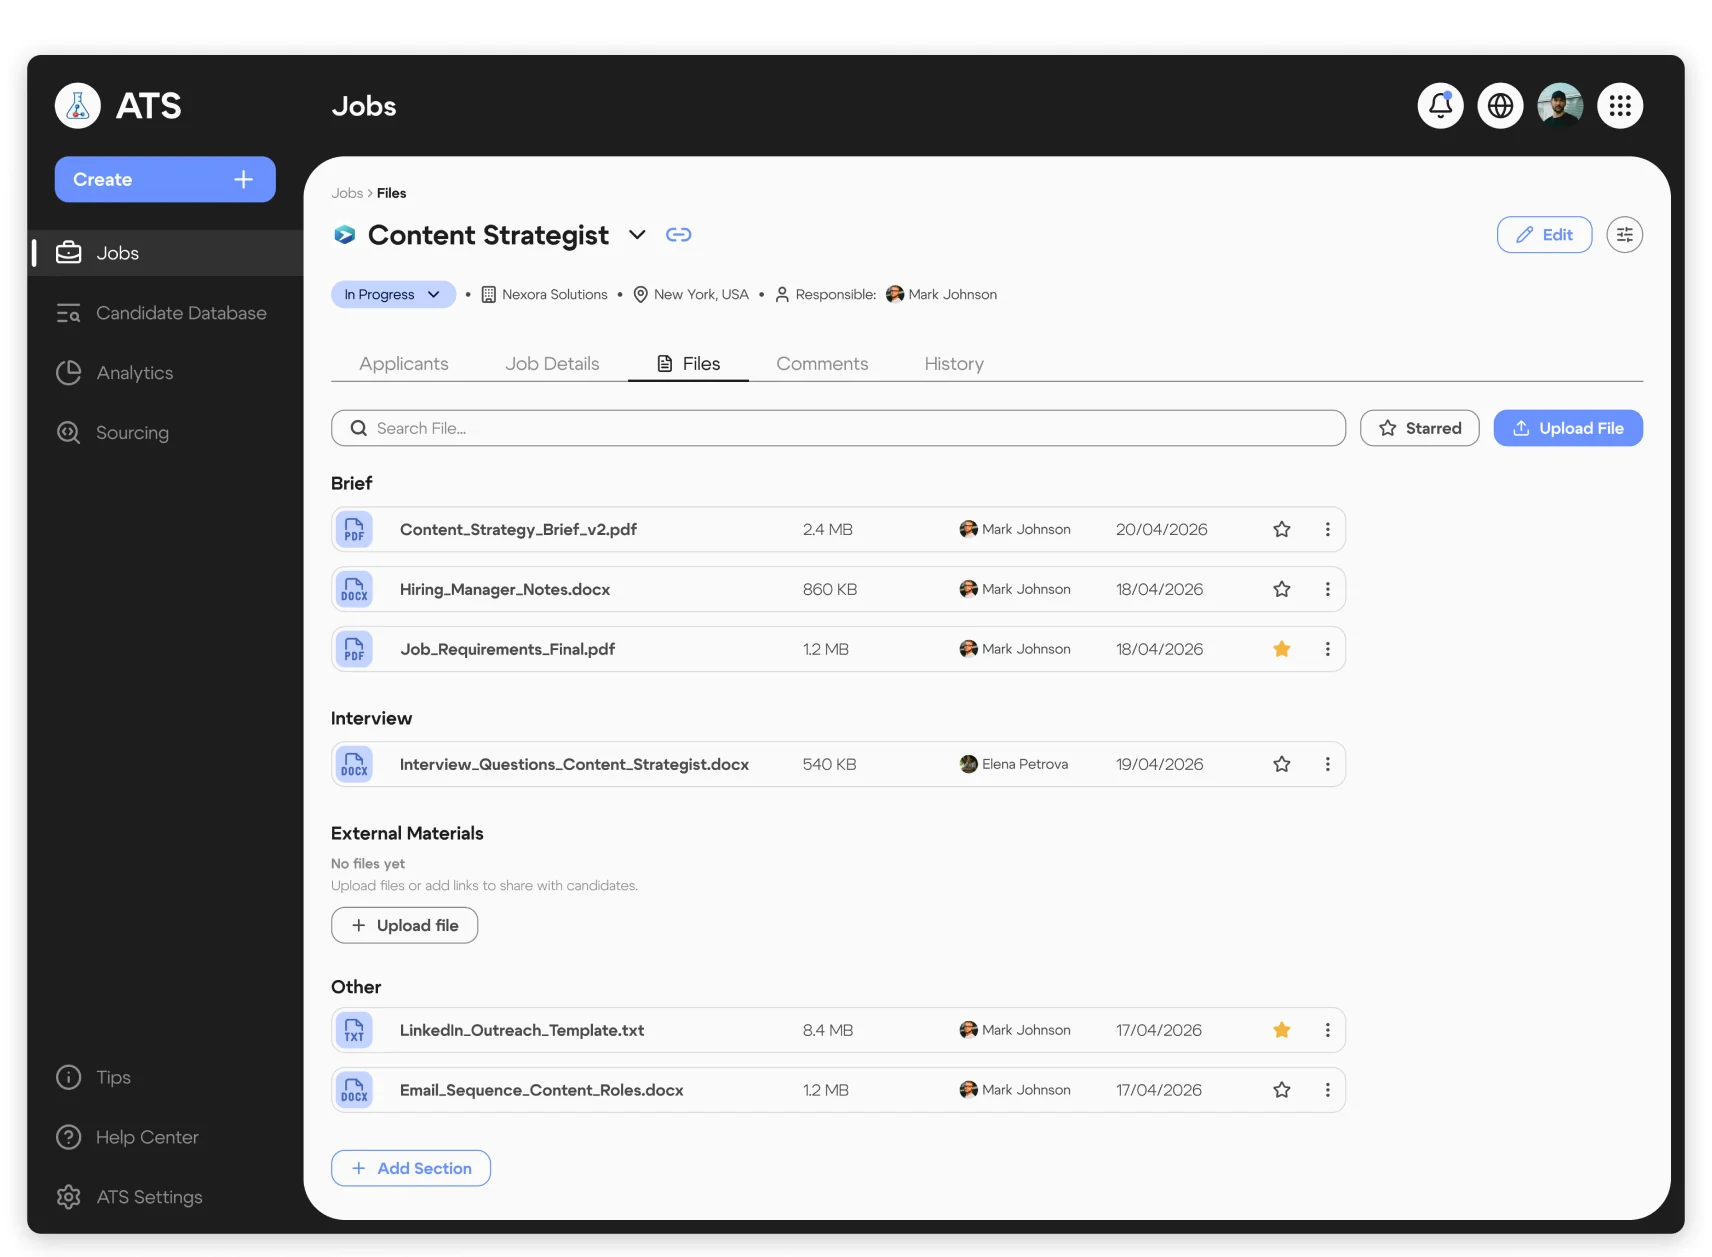 ATS
Jobs
Create
Jobs
Candidate Database
Analytics
Sourcing
Tips
Help Center
ATS Settings
Jobs > Files
Content Strategist
Edit
In Progress • Nexora Solutions • New York, USA • Responsible: Mark Johnson
Applicants Job Details Files Comments History
Search File... Starred Upload File
Brief
PDF Content_Strategy_Brief_v2.pdf 2.4 MB Mark Johnson 20/04/2026
DOCX Hiring_Manager_Notes.docx 860 KB Mark Johnson 18/04/2026
PDF Job_Requirements_Final.pdf 1.2 MB Mark Johnson 18/04/2026
Interview
DOCX Interview_Questions_Content_Strategist.docx 540 KB Elena Petrova 19/04/2026
External Materials
No files yet
Upload files or add links to share with candidates.
+ Upload file
Other
TXT LinkedIn_Outreach_Template.txt 8.4 MB Mark Johnson 17/04/2026
DOCX Email_Sequence_Content_Roles.docx 1.2 MB Mark Johnson 17/04/2026
+ Add Section